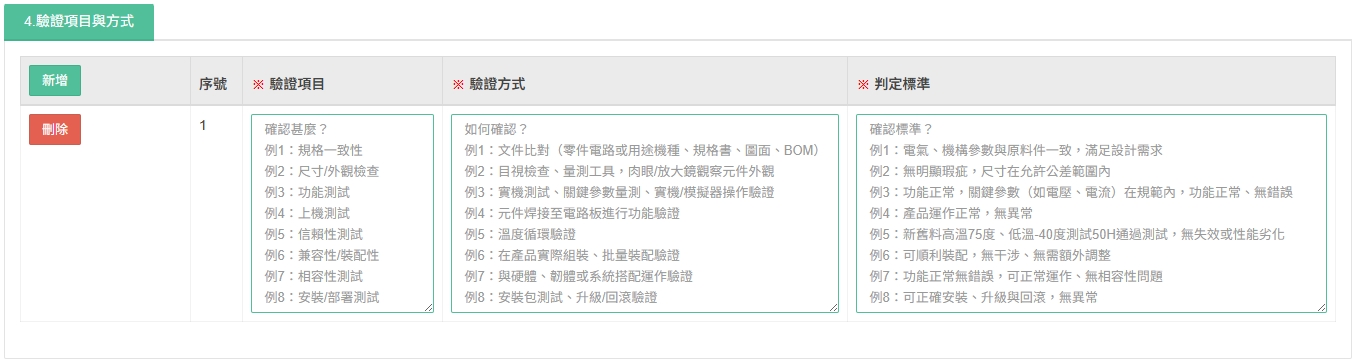 4.驗證項目與方式
新增
序號
※ 驗證項目
※ 驗證方式
※ 判定標準
刪除
1
確認甚麼？
例1：規格一致性
例2：尺寸/外觀檢查
例3：功能測試
例4：上機測試
例5：信賴性測試
例6：兼容性/裝配性
例7：相容性測試
例8：安裝/部署測試
如何確認？
例1：文件比對（零件電路或用途機種、規格書、圖面、BOM）
例2：目視檢查、量測工具，肉眼/放大鏡觀察元件外觀
例3：實機測試、關鍵參數量測、實機/模擬器操作驗證
例4：元件焊接至電路板進行功能驗證
例5：溫度循環驗證
例6：在產品實際組裝、批量裝配驗證
例7：與硬體、韌體或系統搭配運作驗證
例8：安裝包測試、升級/回滾驗證
確認標準？
例1：電氣、機構參數與原料件一致，滿足設計需求
例2：無明顯瑕疵，尺寸在允許公差範圍內
例3：功能正常，關鍵參數（如電壓、電流）在規範內，功能正常、無錯誤
例4：產品運作正常，無異常
例5：新舊料高溫75度、低溫-40度測試50H通過測試，無失效或性能劣化
例6：可順利裝配，無干涉、無需額外調整
例7：功能正常無錯誤，可正常運作、無相容性問題
例8：可正確安裝、升級與回滾，無異常